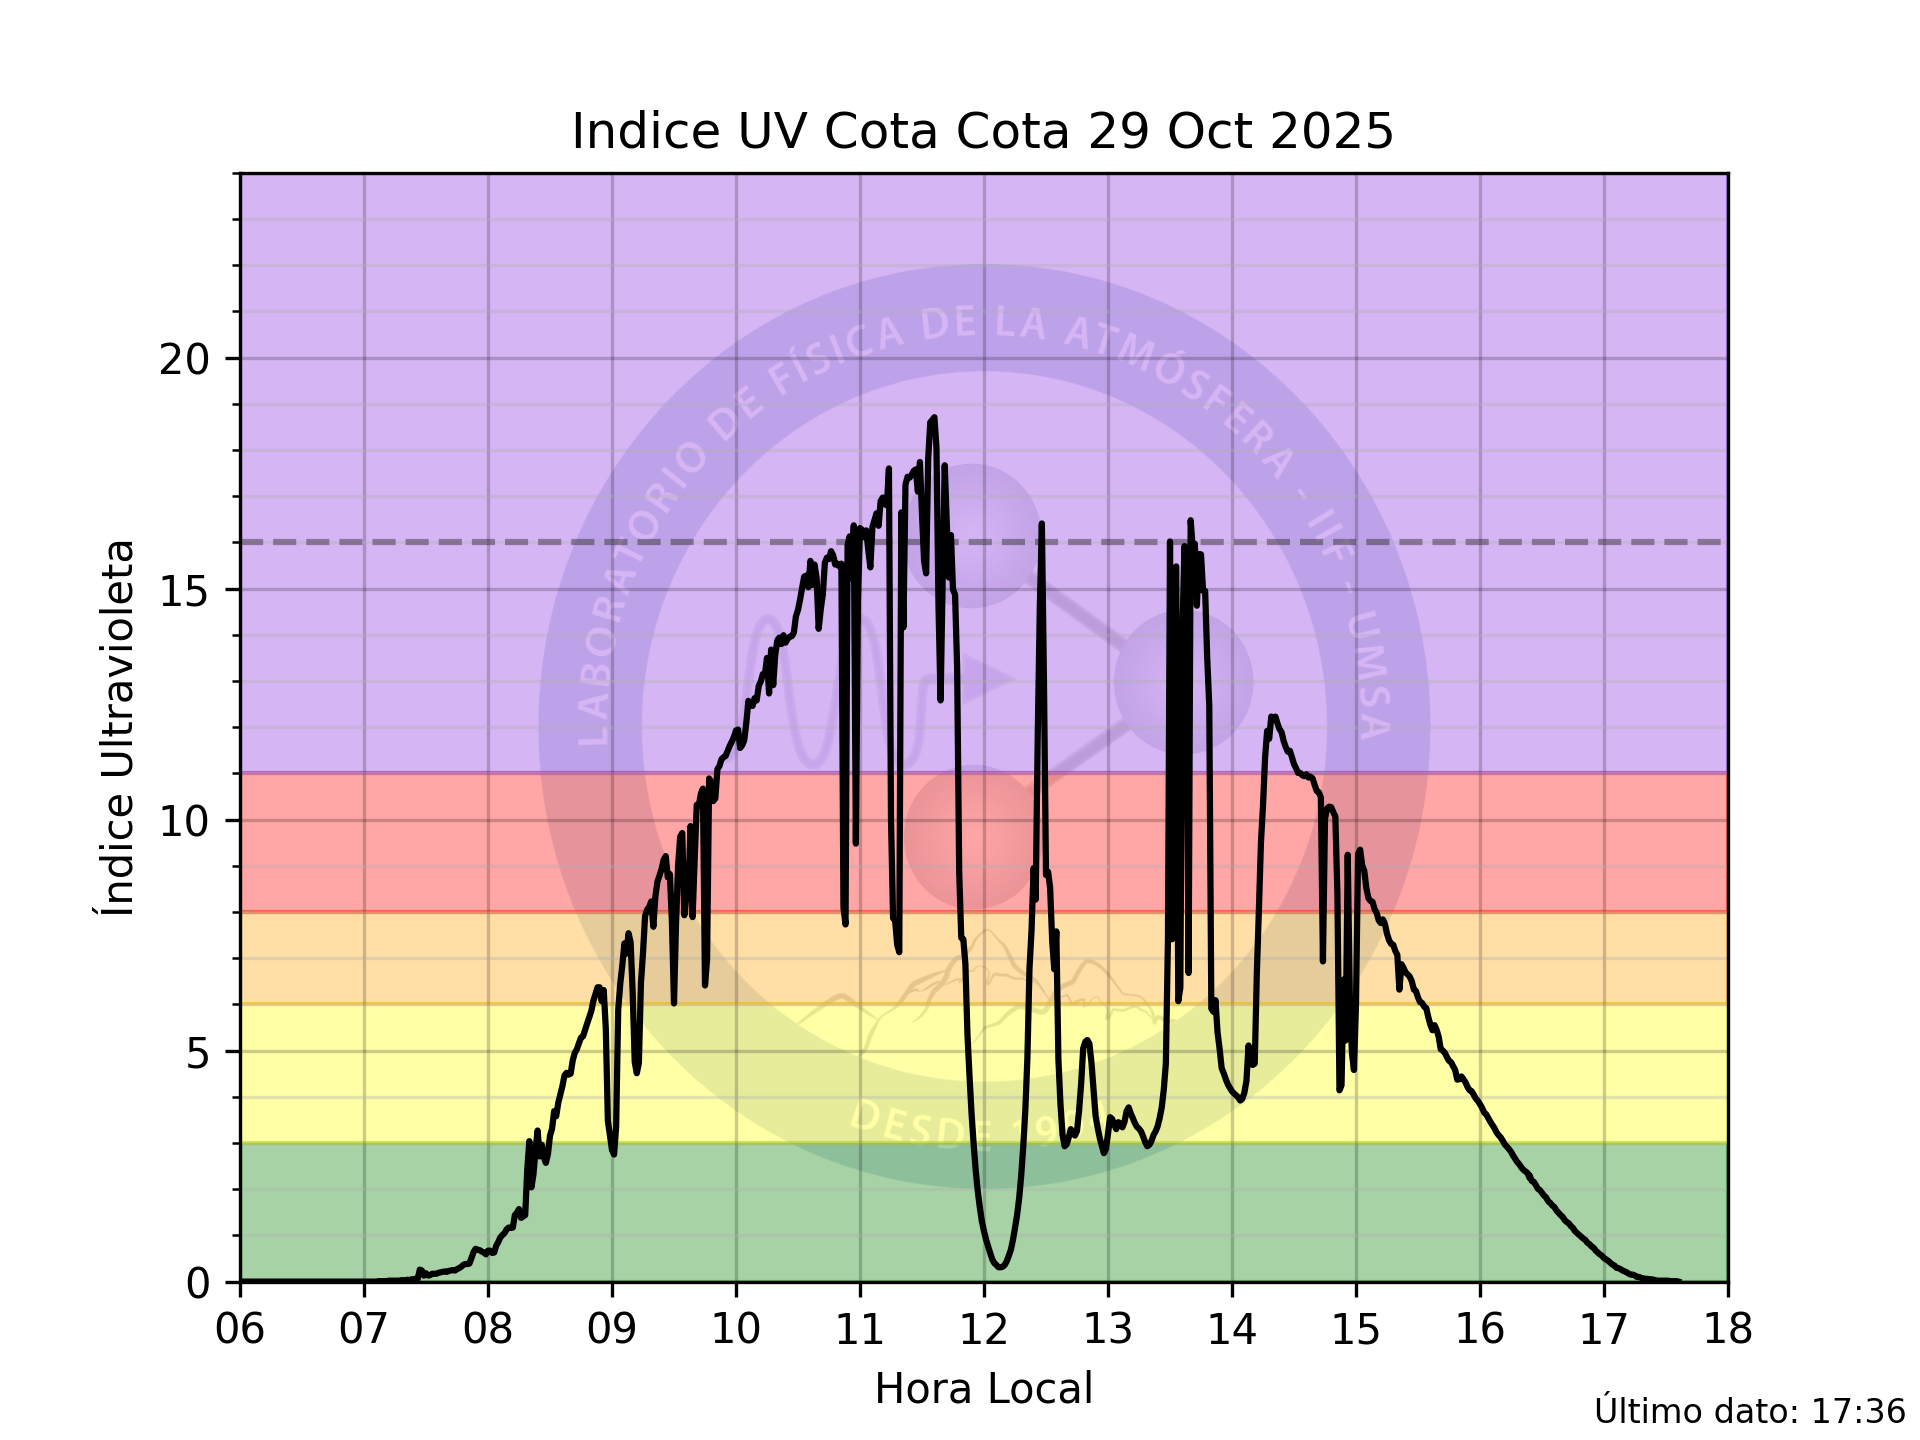 Indice UV Cota Cota 29 Oct 2025
Índice Ultravioleta
20
15
10
5
0
LABORATORIO DE FÍSICA DE LA ATMÓSFERA - IIF - UMSA
DESDE
06 07 08 09 10 11 12 13 14 15 16 17 18
Hora Local
Último dato: 17:36